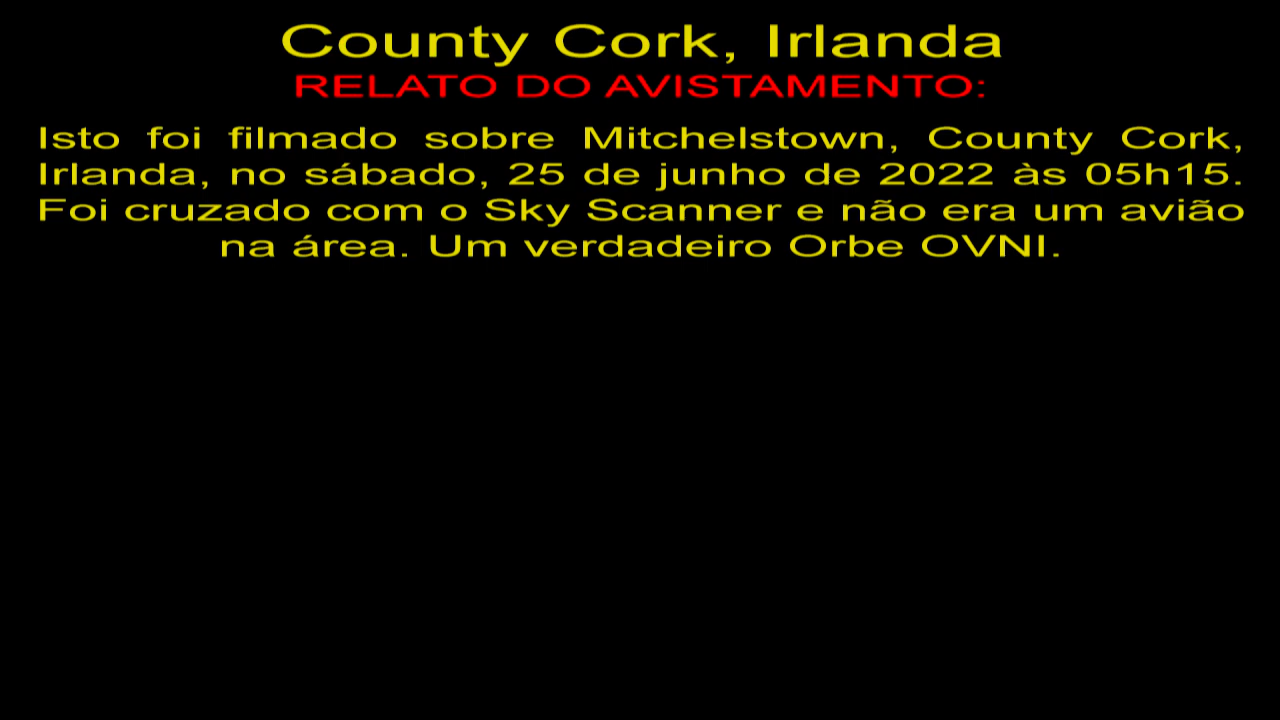 County Cork, Irlanda
RELATO DO AVISTAMENTO:
Isto foi filmado sobre Mitchelstown, County Cork,
Irlanda, no sábado, 25 de junho de 2022 às 05h15.
Foi cruzado com o Sky Scanner e não era um avião
na área. Um verdadeiro Orbe OVNI.